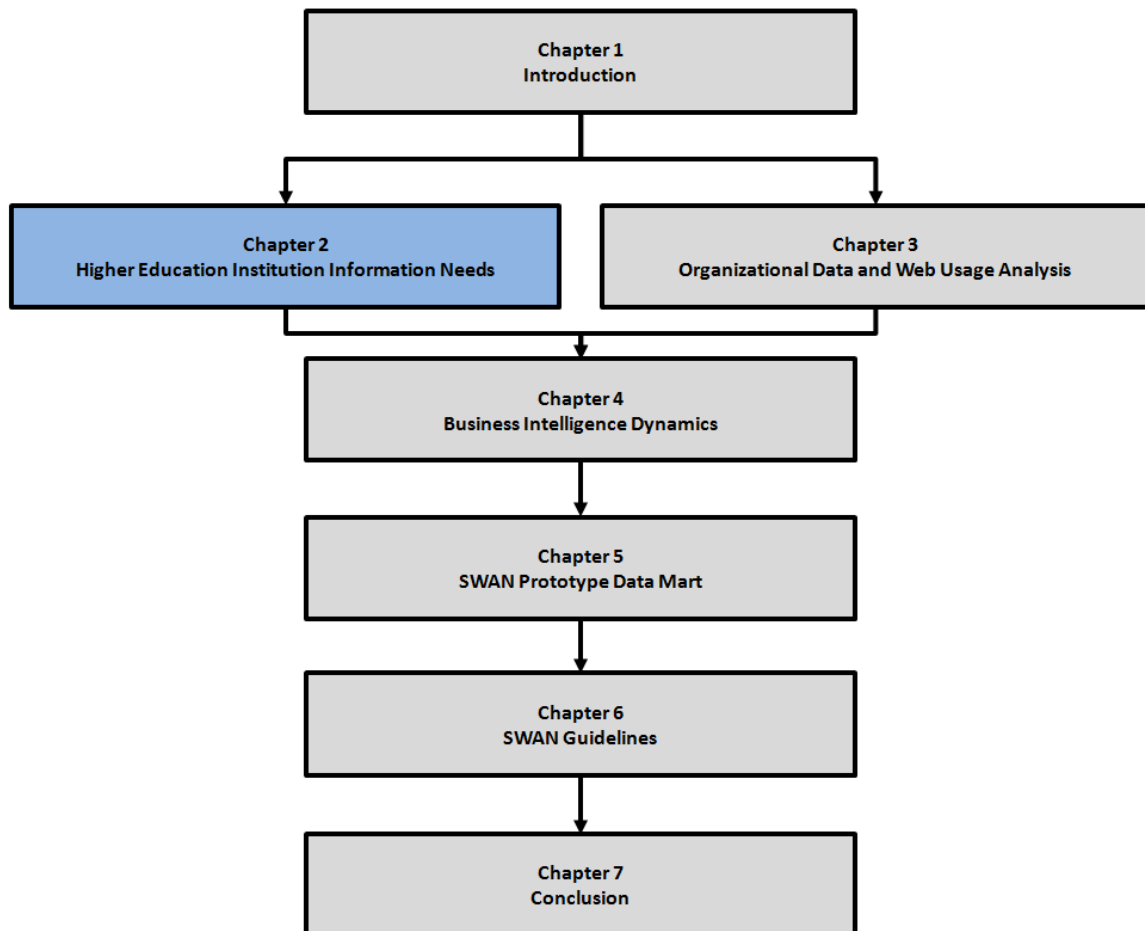 Chapter 1
Introduction
Chapter 2
Higher Education Institution Information Needs
Chapter 3
Organizational Data and Web Usage Analysis
Chapter 4
Business Intelligence Dynamics
Chapter 5
SWAN Prototype Data Mart
Chapter 6
SWAN Guidelines
Chapter 7
Conclusion